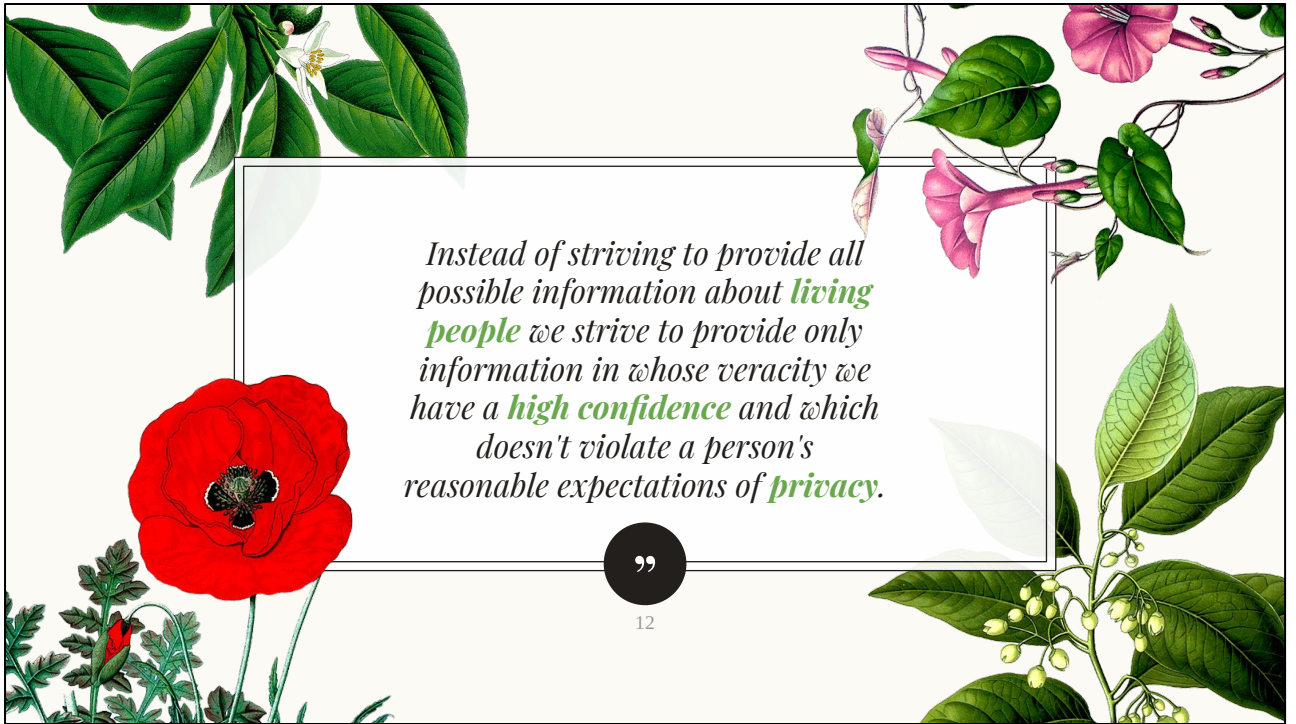 Instead of striving to provide all
possible information about living
people we strive to provide only
information in whose veracity we
have a high confidence and which
doesn't violate a person's
reasonable expectations of privacy.
”
12